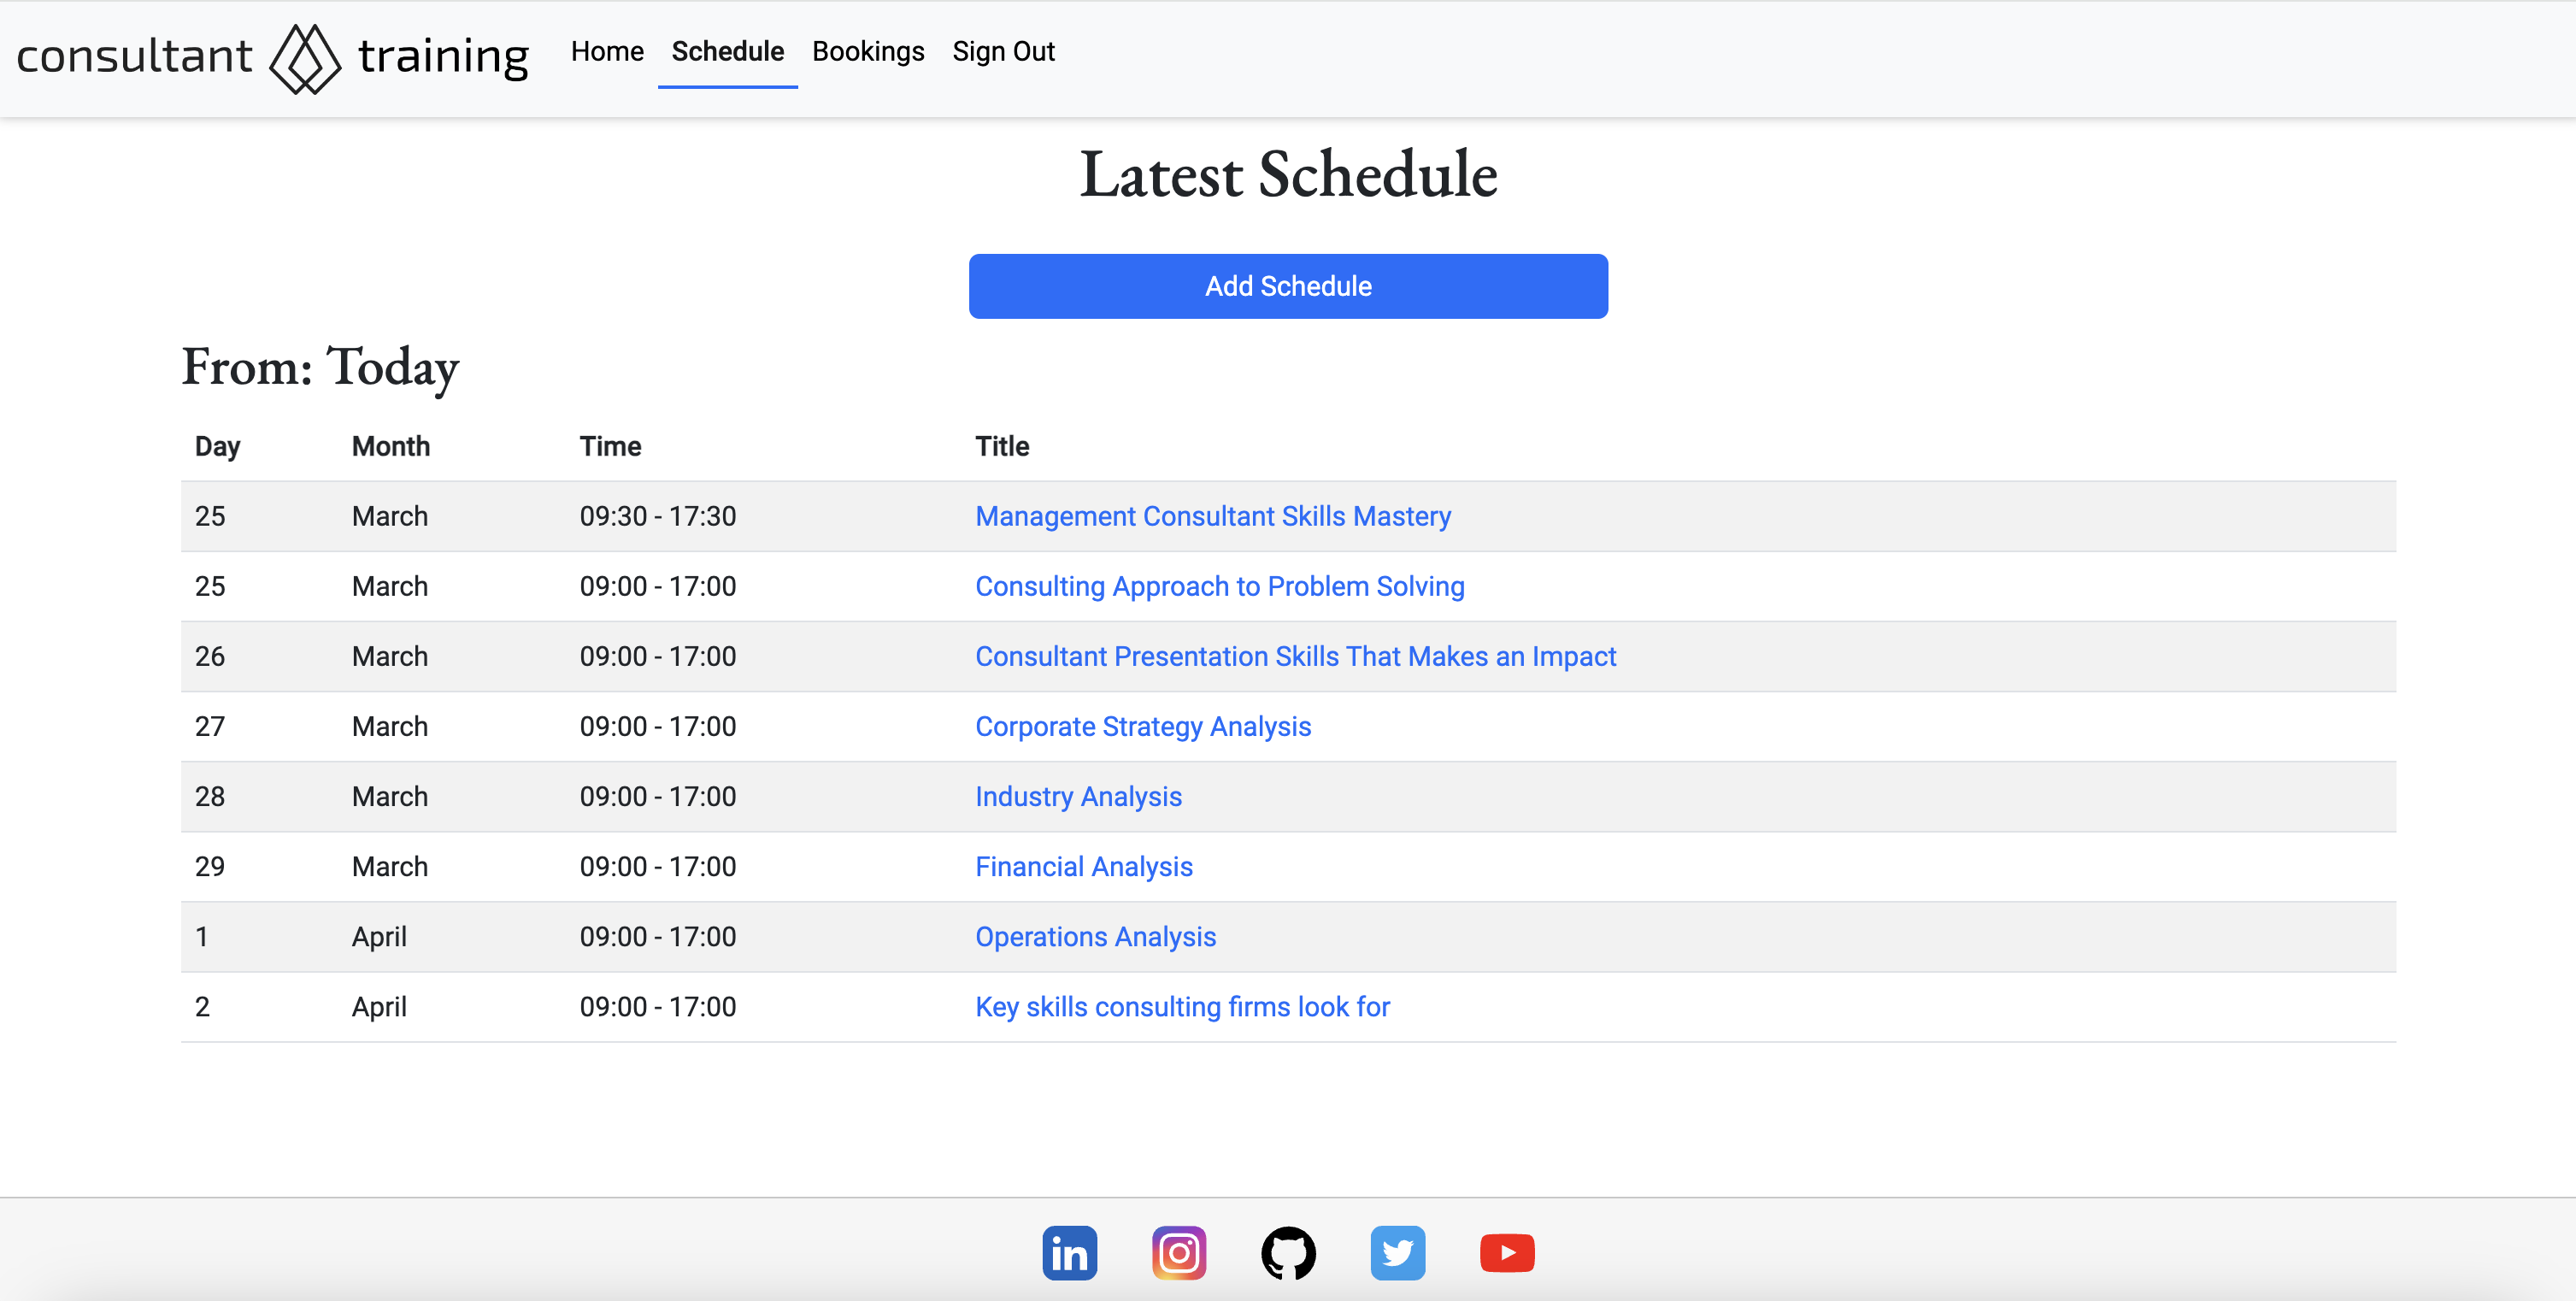 consultant training Home Schedule Bookings Sign Out
Latest Schedule
Add Schedule
From: Today
Day Month Time Title
25 March 09:30 - 17:30 Management Consultant Skills Mastery
25 March 09:00 - 17:00 Consulting Approach to Problem Solving
26 March 09:00 - 17:00 Consultant Presentation Skills That Makes an Impact
27 March 09:00 - 17:00 Corporate Strategy Analysis
28 March 09:00 - 17:00 Industry Analysis
29 March 09:00 - 17:00 Financial Analysis
1 April 09:00 - 17:00 Operations Analysis
2 April 09:00 - 17:00 Key skills consulting firms look for
in